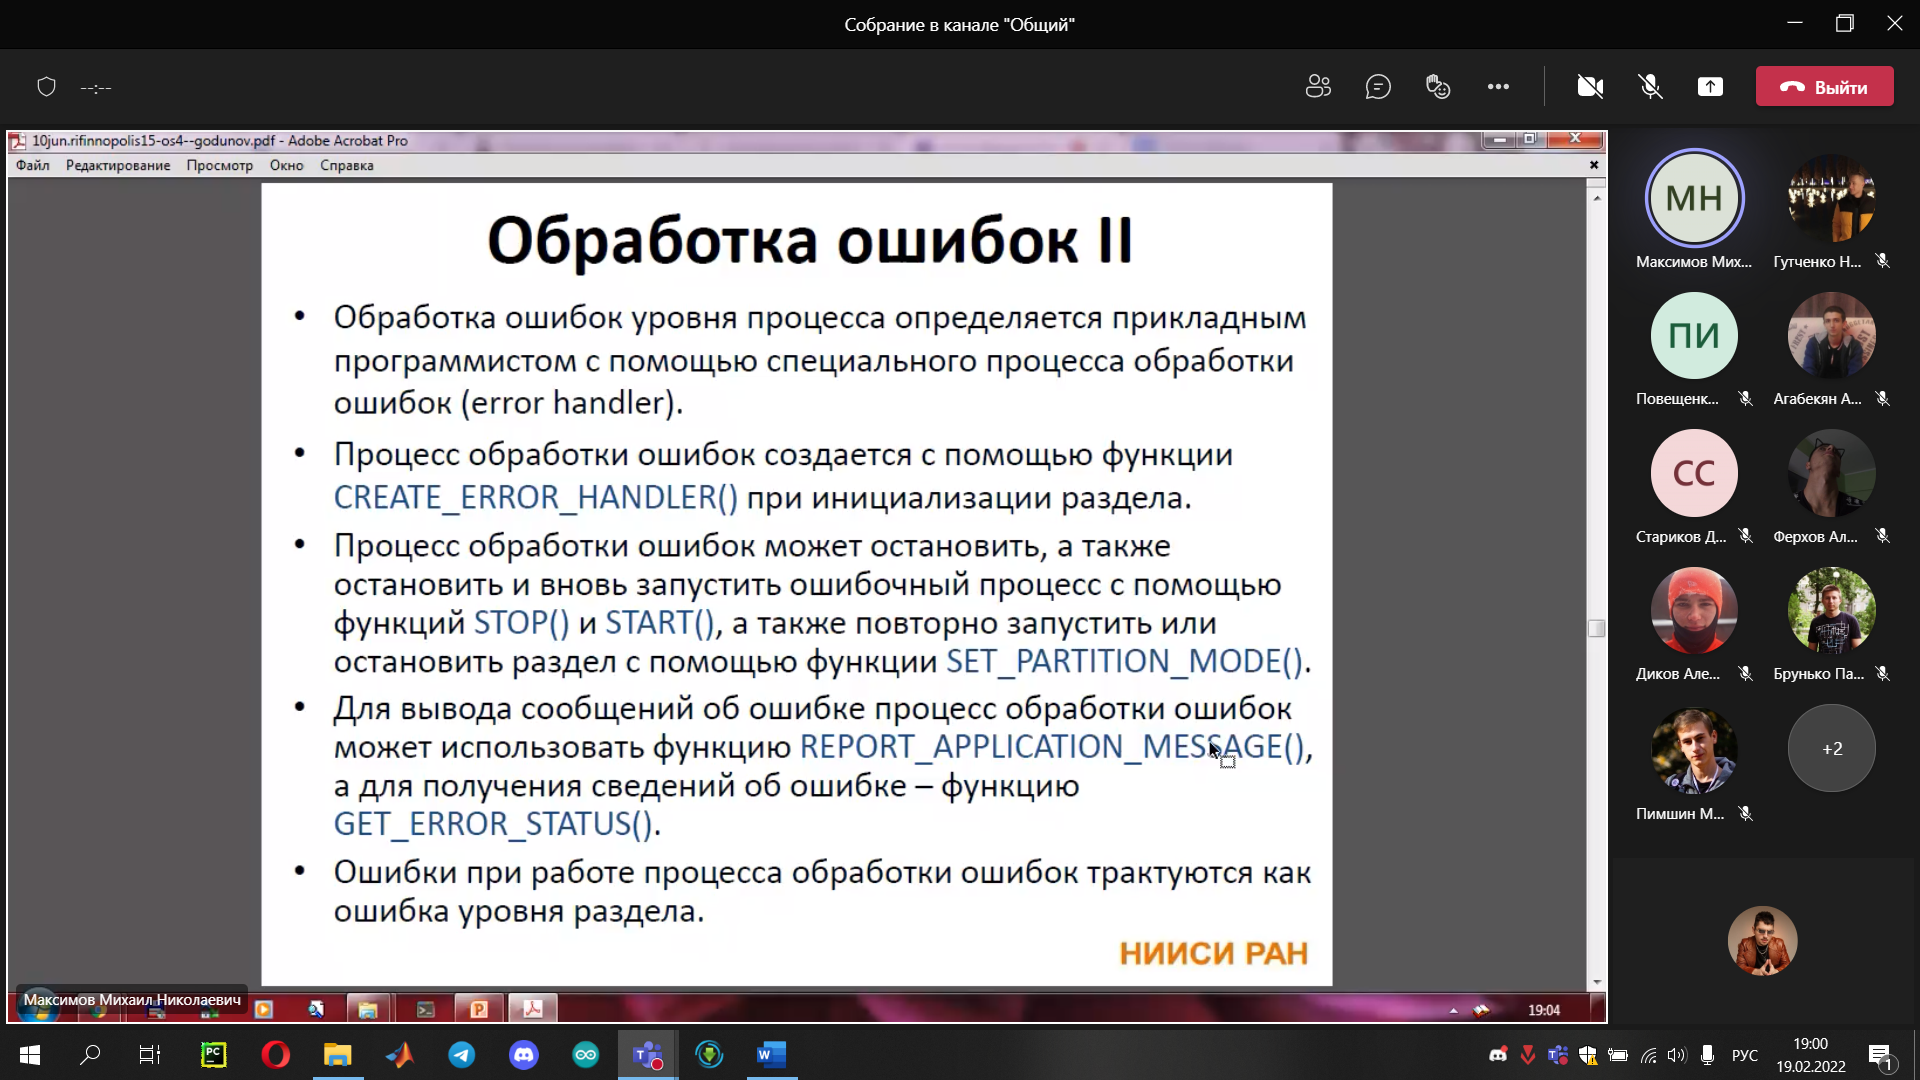 Собрание в канале "Общий"
--:--
Выйти
10jun.rifinnopolis15-os4--godunov.pdf - Adobe Acrobat Pro
Файл Редактирование Просмотр Окно Справка
Обработка ошибок II
• Обработка ошибок уровня процесса определяется прикладным
программистом с помощью специального процесса обработки
ошибок (error handler).
• Процесс обработки ошибок создается с помощью функции
CREATE_ERROR_HANDLER() при инициализации раздела.
• Процесс обработки ошибок может остановить, а также
остановить и вновь запустить ошибочный процесс с помощью
функций STOP() и START(), а также повторно запустить или
остановить раздел с помощью функции SET_PARTITION_MODE().
• Для вывода сообщений об ошибке процесс обработки ошибок
может использовать функцию REPORT_APPLICATION_MESSAGE(),
а для получения сведений об ошибке – функцию
GET_ERROR_STATUS().
• Ошибки при работе процесса обработки ошибок трактуются как
ошибка уровня раздела.
НИИСИ РАН
Максимов Михаил Николаевич
19:04
МН
Максимов Мих... Гутченко Н...
ПИ
Повещенк... Агабекян А...
СС
Стариков Д... Ферхов Ал...
Диков Але... Брунько Па...
+2
Пимшин М...
РУС
19:00
19.02.2022
1